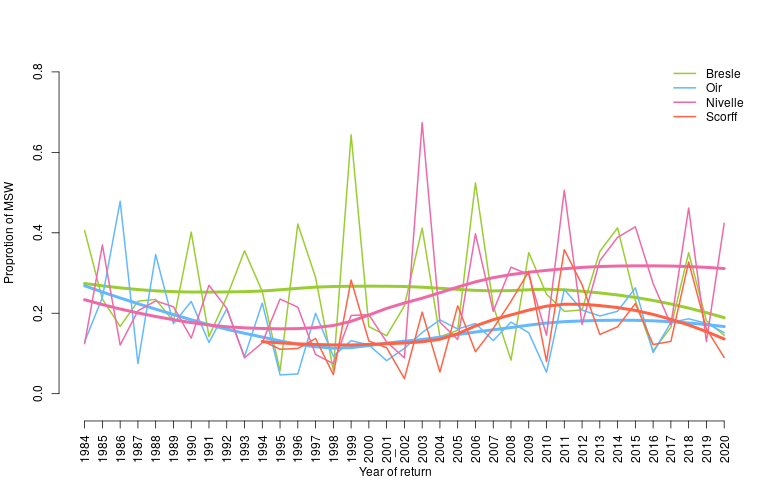 Bresle
Oir
Nivelle
Scorff
Proprotion of MSW
0.8
0.6
0.4
0.2
0.0
1984 1985 1986 1987 1988 1989 1990 1991 1992 1993 1994 1995 1996 1997 1998 1999 2000 2001 2002 2003 2004 2005 2006 2007 2008 2009 2010 2011 2012 2013 2014 2015 2016 2017 2018 2019 2020
Year of return